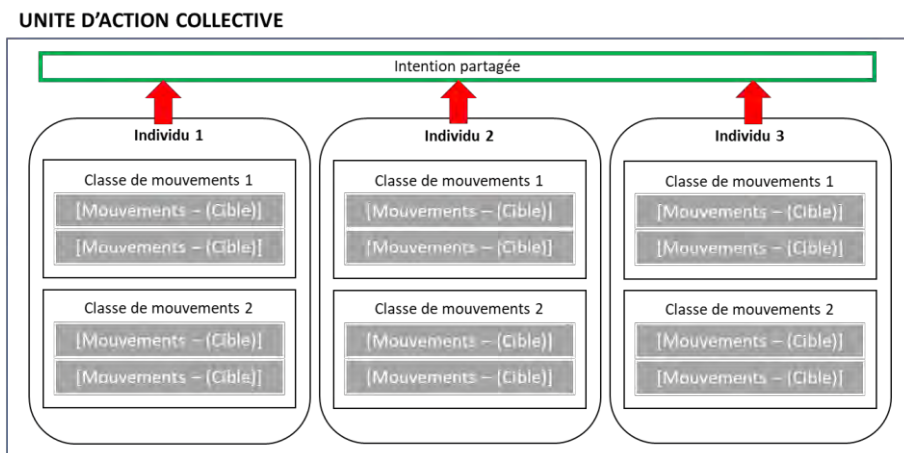 UNITE D'ACTION COLLECTIVE
Intention partagée
Individu 1
Classe de mouvements 1
[Mouvements – (Cible)]
[Mouvements – (Cible)]
Classe de mouvements 2
[Mouvements – (Cible)]
[Mouvements – (Cible)]
Individu 2
Classe de mouvements 1
[Mouvements – (Cible)]
[Mouvements – (Cible)]
Classe de mouvements 2
[Mouvements – (Cible)]
[Mouvements – (Cible)]
Individu 3
Classe de mouvements 1
[Mouvements – (Cible)]
[Mouvements – (Cible)]
Classe de mouvements 2
[Mouvements – (Cible)]
[Mouvements – (Cible)]